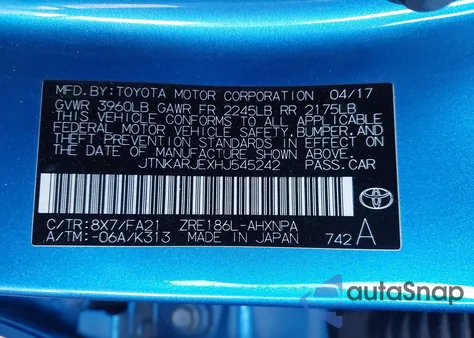 MFD.BY:TOYOTA MOTOR CORPORATION 04/17
GVWR 3960LB GAWR FR 2245LB RR 2175LB
THIS VEHICLE CONFORMS TO ALL APPLICABLE
FEDERAL MOTOR VEHICLE SAFETY,BUMPER,AND
THEFT PREVENTION STANDARDS IN EFFECT ON
THE DATE OF MANUFACTURE SHOWN ABOVE.
JTNKARJEXHJ545242 PASS.CAR
C/TR:8X7/FA21 ZRE186L-AHXNPA
A/TM:-06A/K313 MADE IN JAPAN 742 A
TOYOTA
autoSnap